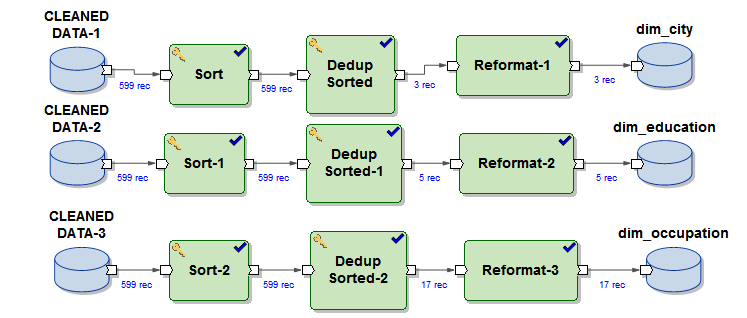 CLEANED
DATA-1
Sort
Dedup
Sorted
Reformat-1
dim_city
599 rec
599 rec
3 rec
3 rec
CLEANED
DATA-2
Sort-1
Dedup
Sorted-1
Reformat-2
dim_education
599 rec
599 rec
5 rec
5 rec
CLEANED
DATA-3
Sort-2
Dedup
Sorted-2
Reformat-3
dim_occupation
599 rec
599 rec
17 rec
17 rec